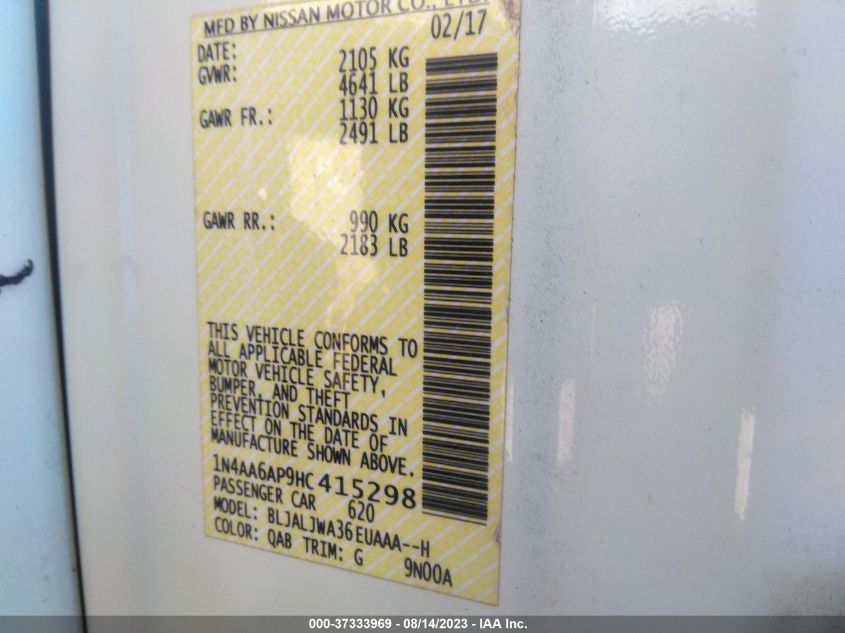 MFD BY NISSAN MOTOR CO., LTD.
DATE: 02/17
GVWR: 2105 KG
4641 LB
GAWR FR.: 1130 KG
2491 LB
GAWR RR.: 990 KG
2183 LB
THIS VEHICLE CONFORMS TO
ALL APPLICABLE FEDERAL
MOTOR VEHICLE SAFETY,
BUMPER, AND THEFT
PREVENTION STANDARDS IN
EFFECT ON THE DATE OF
MANUFACTURE SHOWN ABOVE.
1N4AA6AP9HC415298
PASSENGER CAR 620
MODEL: BLJALJWA36EUAAA--H
COLOR: QAB TRIM: G 9N00A
000-37333969 - 08/14/2023 - IAA Inc.